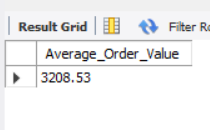 Result Grid Filter Ro
Average_Order_Value
3208.53